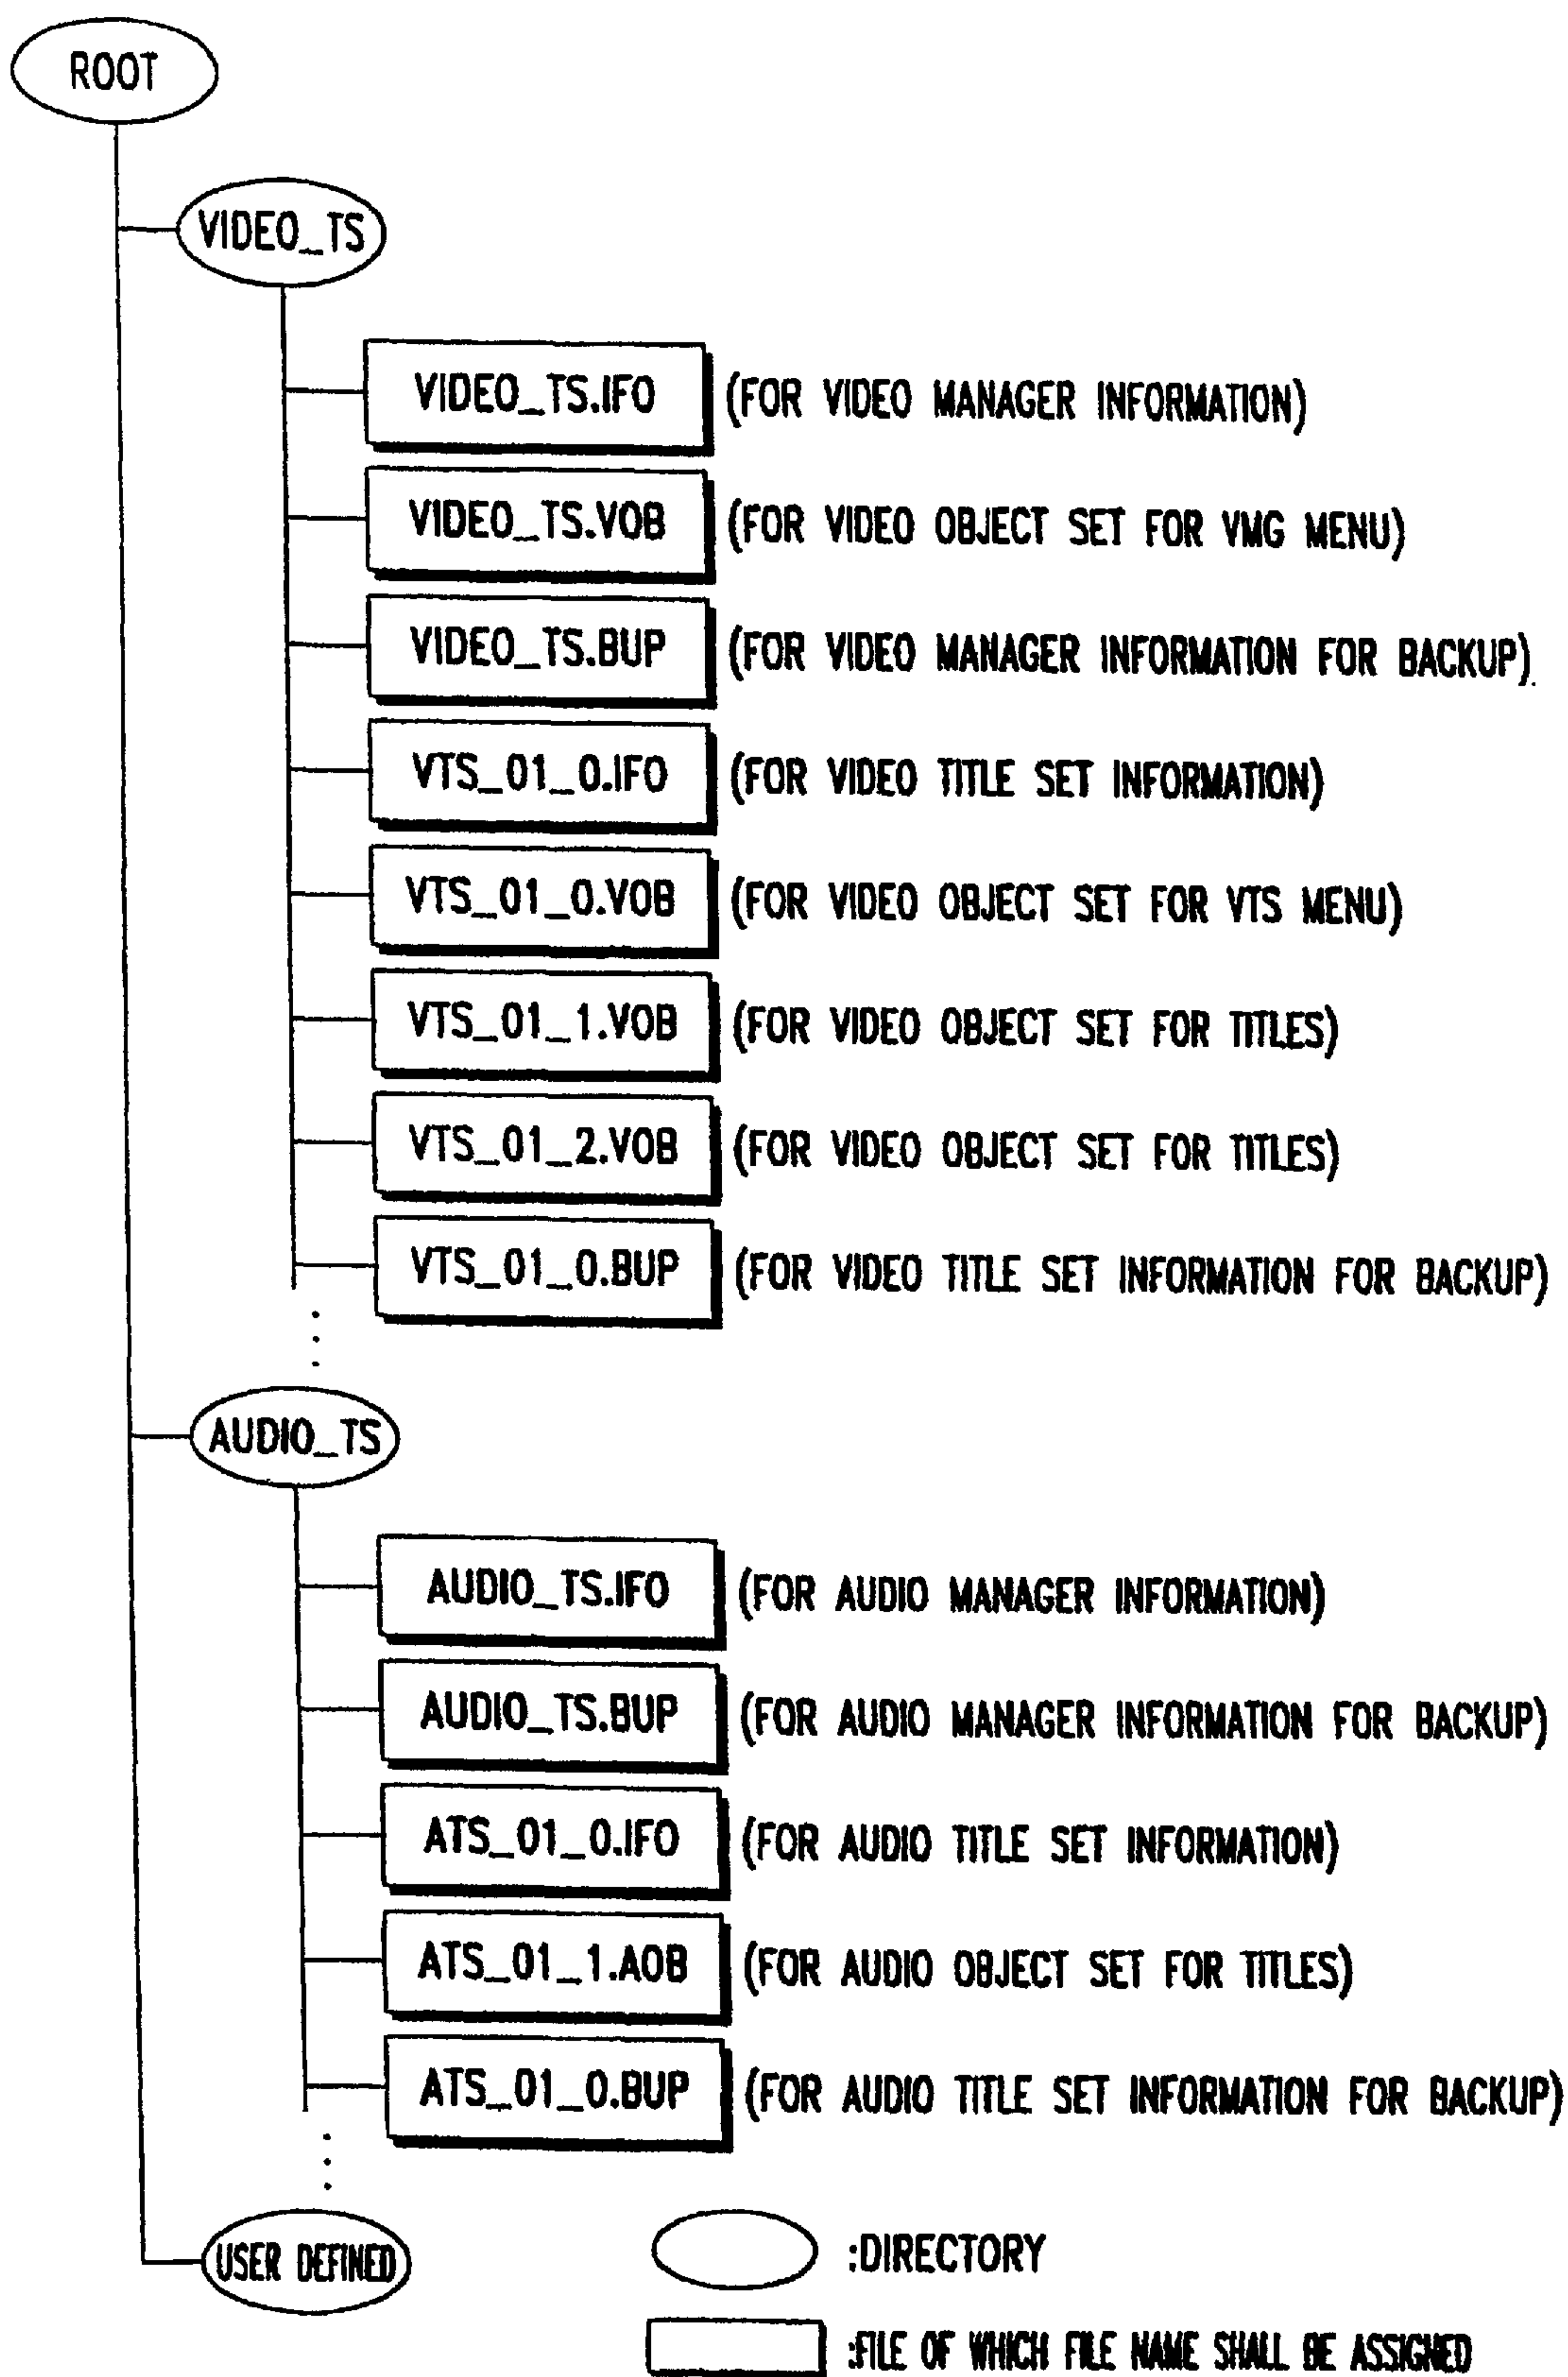 ROOT
VIDEO_TS
VIDEO_TS.IFO (FOR VIDEO MANAGER INFORMATION)
VIDEO_TS.VOB (FOR VIDEO OBJECT SET FOR VMG MENU)
VIDEO_TS.BUP (FOR VIDEO MANAGER INFORMATION FOR BACKUP)
VTS_01_0.IFO (FOR VIDEO TITLE SET INFORMATION)
VTS_01_0.VOB (FOR VIDEO OBJECT SET FOR VTS MENU)
VTS_01_1.VOB (FOR VIDEO OBJECT SET FOR TITLES)
VTS_01_2.VOB (FOR VIDEO OBJECT SET FOR TITLES)
VTS_01_0.BUP (FOR VIDEO TITLE SET INFORMATION FOR BACKUP)
AUDIO_TS
AUDIO_TS.IFO (FOR AUDIO MANAGER INFORMATION)
AUDIO_TS.BUP (FOR AUDIO MANAGER INFORMATION FOR BACKUP)
ATS_01_0.IFO (FOR AUDIO TITLE SET INFORMATION)
ATS_01_1.AOB (FOR AUDIO OBJECT SET FOR TITLES)
ATS_01_0.BUP (FOR AUDIO TITLE SET INFORMATION FOR BACKUP)
USER DEFINED
:DIRECTORY
:FILE OF WHICH FILE NAME SHALL BE ASSIGNED